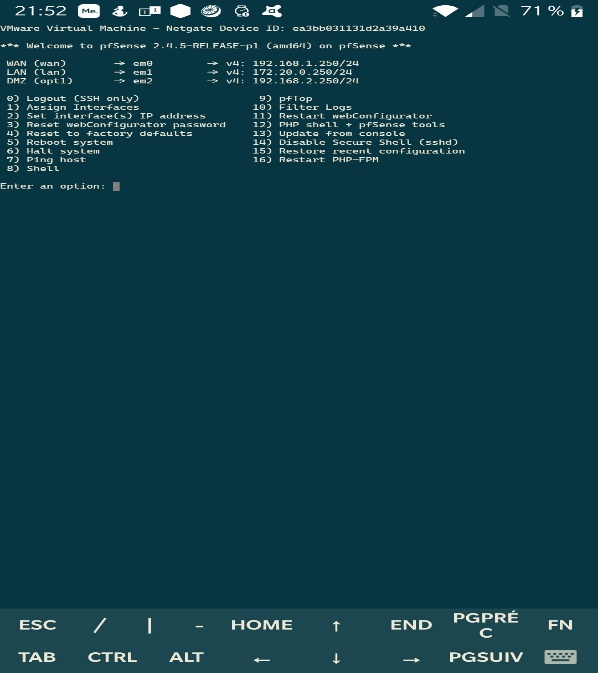 21:52 Me. 71 %
VMware Virtual Machine - Netgate Device ID: ea3bb031131d2a39a410
*** Welcome to pfSense 2.4.5-RELEASE-p1 (amd64) on pfSense ***
WAN (wan) -> em0 -> v4: 192.168.1.250/24
LAN (lan) -> em1 -> v4: 172.20.0.250/24
DMZ (opt1) -> em2 -> v4: 192.168.2.250/24
0) Logout (SSH only) 9) pfTop
1) Assign Interfaces 10) Filter Logs
2) Set interface(s) IP address 11) Restart webConfigurator
3) Reset webConfigurator password 12) PHP shell + pfSense tools
4) Reset to factory defaults 13) Update from console
5) Reboot system 14) Disable Secure Shell (sshd)
6) Halt system 15) Restore recent configuration
7) Ping host 16) Restart PHP-FPM
8) Shell
Enter an option:
ESC / | - HOME ↑ END PGPRÉC FN
TAB CTRL ALT ← ↓ → PGSUIV